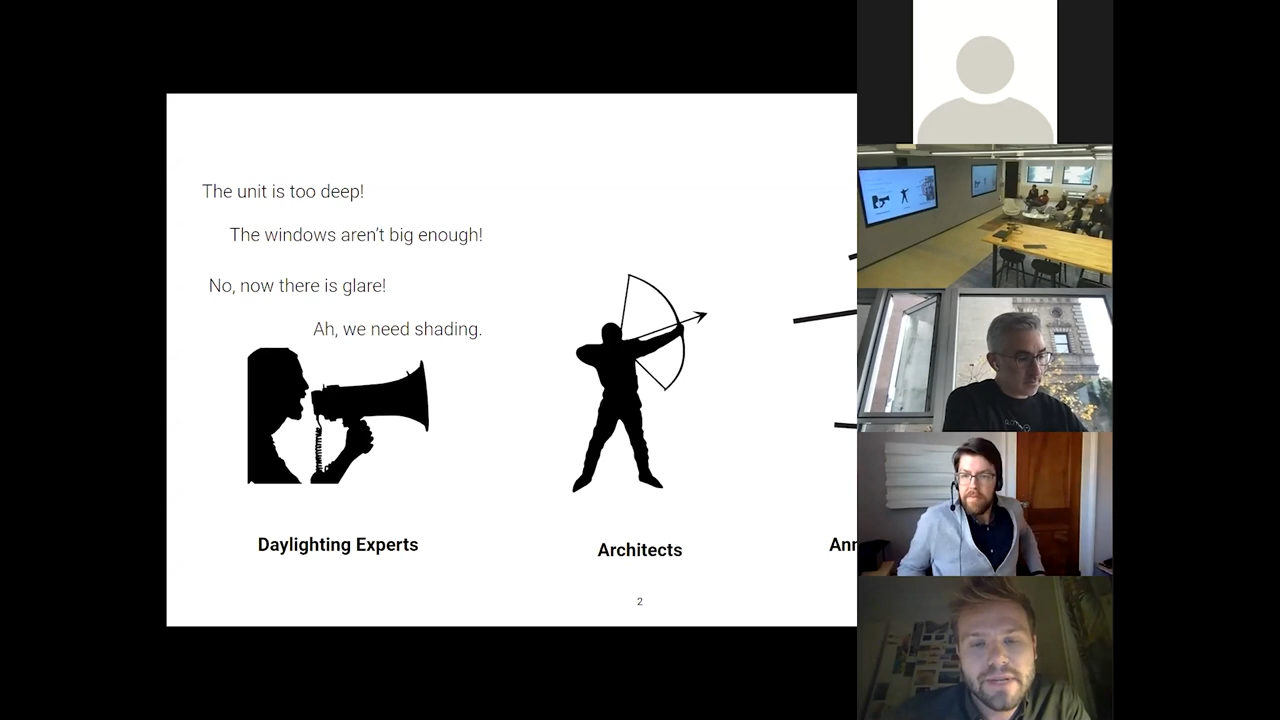 The unit is too deep!
The windows aren’t big enough!
No, now there is glare!
Ah, we need shading.
Daylighting Experts
Architects
Ann
2